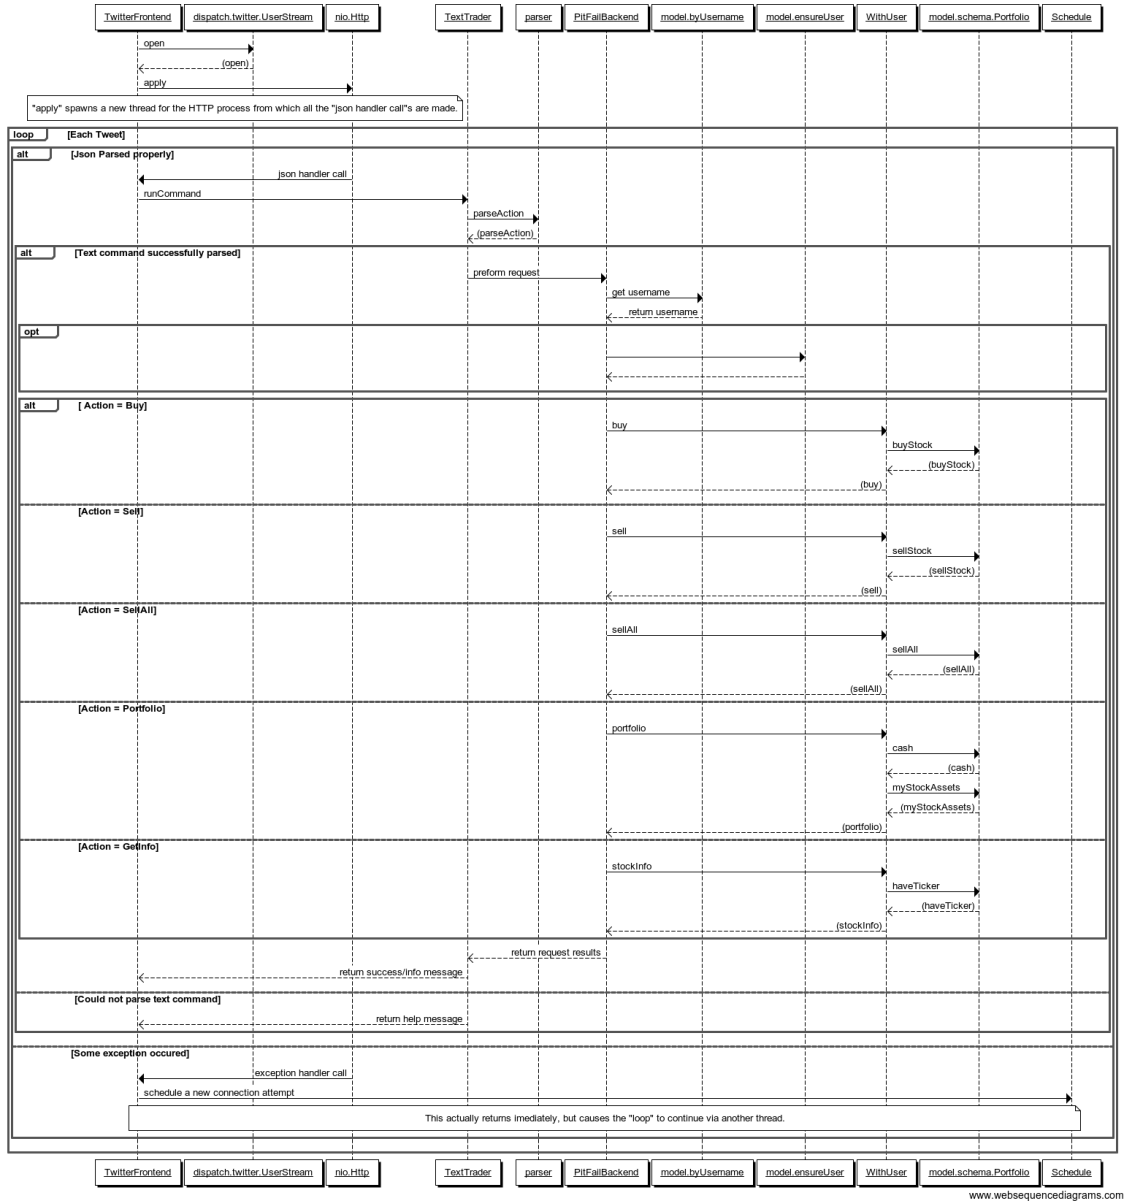 TwitterFrontend dispatch.twitter.UserStream nio.Http TextTrader parser PitFailBackend model.byUsername model.ensureUser WithUser model.schema.Portfolio Schedule
open
(open)
apply
"apply" spawns a new thread for the HTTP process from which all the "json handler call"s are made.
loop [Each Tweet]
alt [Json Parsed properly]
json handler call
runCommand
parseAction
(parseAction)
alt [Text command successfully parsed]
preform request
get username
return username
opt
alt [ Action = Buy]
buy
buyStock
(buyStock)
(buy)
[Action = Sell]
sell
sellStock
(sellStock)
(sell)
[Action = SellAll]
sellAll
sellAll
(sellAll)
(sellAll)
[Action = Portfolio]
portfolio
cash
(cash)
myStockAssets
(myStockAssets)
(portfolio)
[Action = GetInfo]
stockInfo
haveTicker
(haveTicker)
(stockInfo)
return request results
return success/info message
[Could not parse text command]
return help message
[Some exception occured]
exception handler call
schedule a new connection attempt
This actually returns imediately, but causes the "loop" to continue via another thread.
TwitterFrontend dispatch.twitter.UserStream nio.Http TextTrader parser PitFailBackend model.byUsername model.ensureUser WithUser model.schema.Portfolio Schedule
www.websequencediagrams.com